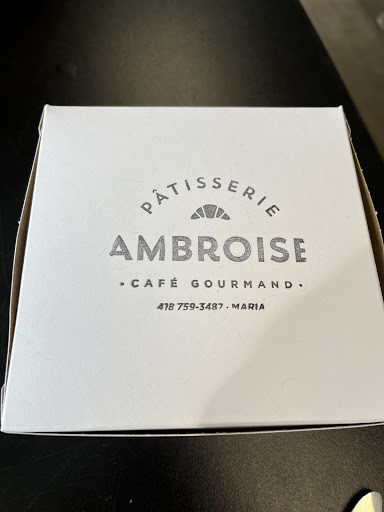 PÂTISSERIE
AMBROISE
• CAFÉ GOURMAND •
418 759-3487 · MARIA